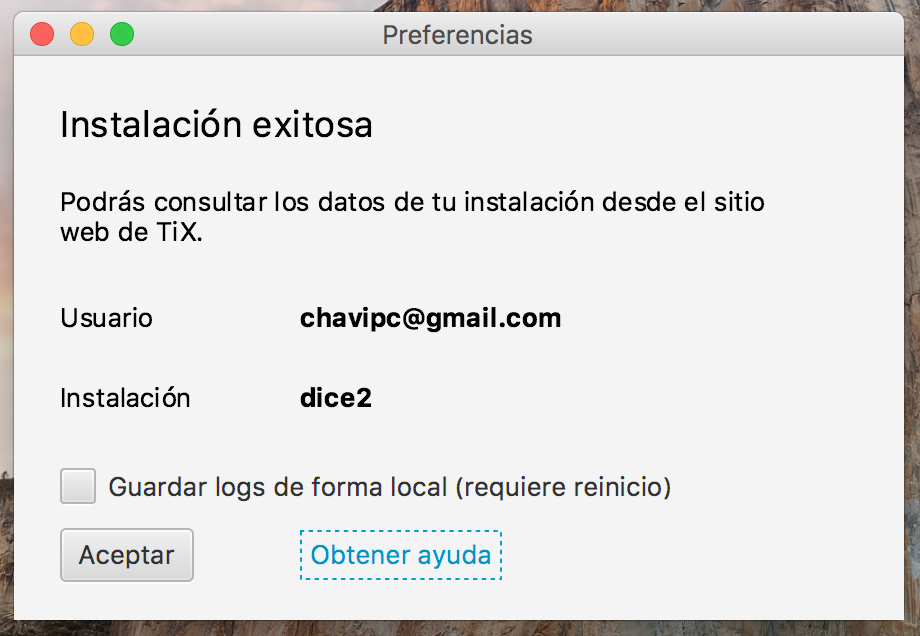 Preferencias
Instalación exitosa
Podrás consultar los datos de tu instalación desde el sitio
web de TiX.
Usuario chavipc@gmail.com
Instalación dice2
Guardar logs de forma local (requiere reinicio)
Aceptar Obtener ayuda